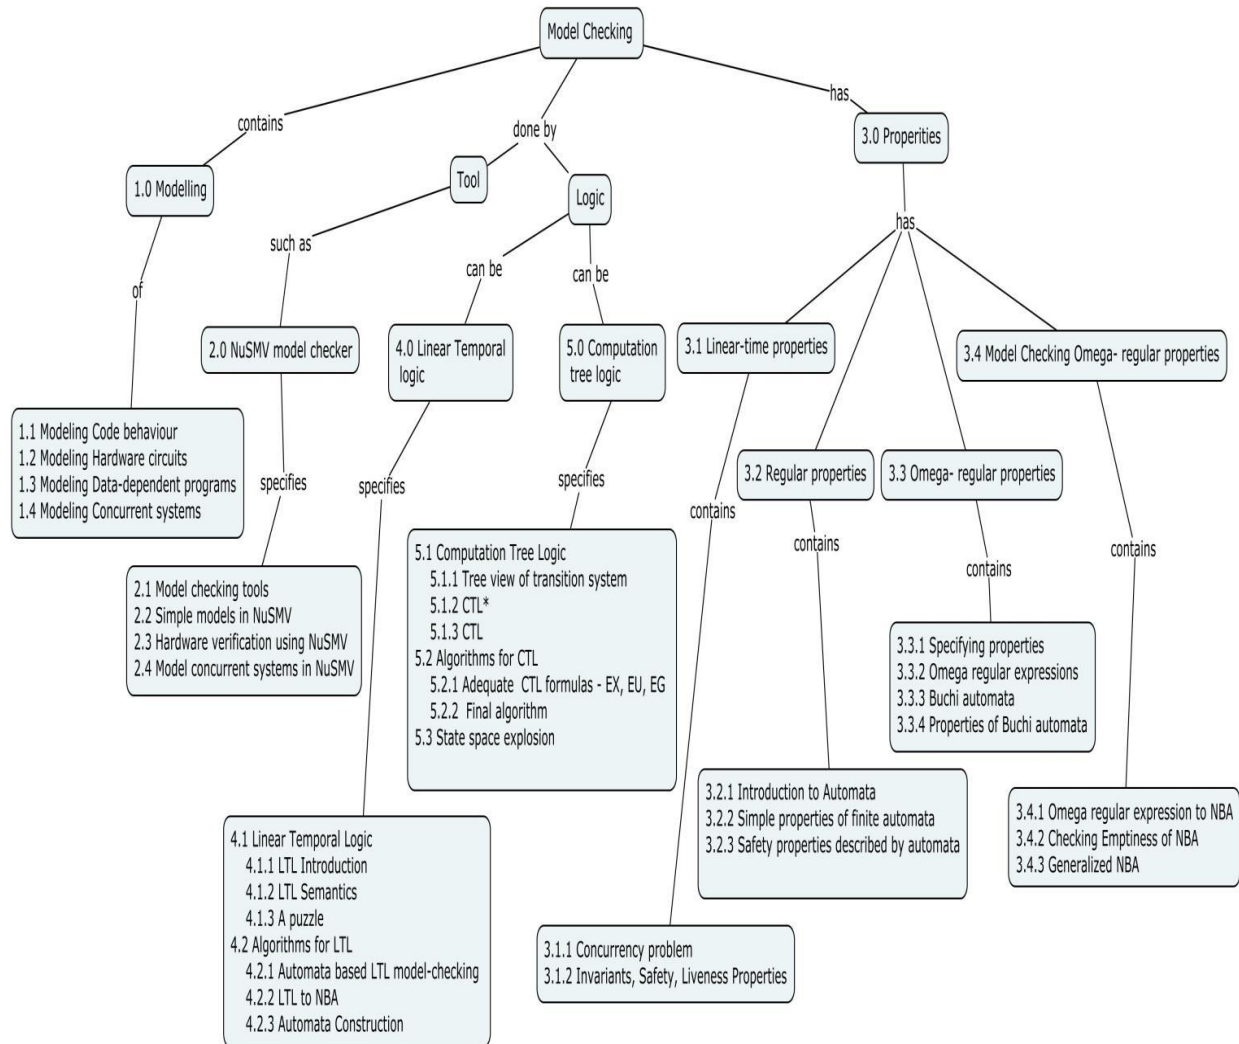 Model Checking
contains
done by
has
1.0 Modelling
Tool
Logic
3.0 Properities
of
such as
can be
can be
has
2.0 NuSMV model checker
4.0 Linear Temporal
logic
5.0 Computation
tree logic
3.1 Linear-time properties
3.4 Model Checking Omega- regular properties
1.1 Modeling Code behaviour
1.2 Modeling Hardware circuits
1.3 Modeling Data-dependent programs
1.4 Modeling Concurrent systems
specifies
specifies
specifies
3.2 Regular properties
3.3 Omega- regular properties
contains
contains
contains
contains
2.1 Model checking tools
2.2 Simple models in NuSMV
2.3 Hardware verification using NuSMV
2.4 Model concurrent systems in NuSMV
5.1 Computation Tree Logic
5.1.1 Tree view of transition system
5.1.2 CTL*
5.1.3 CTL
5.2 Algorithms for CTL
5.2.1 Adequate CTL formulas - EX, EU, EG
5.2.2 Final algorithm
5.3 State space explosion
3.3.1 Specifying properties
3.3.2 Omega regular expressions
3.3.3 Buchi automata
3.3.4 Properties of Buchi automata
3.2.1 Introduction to Automata
3.2.2 Simple properties of finite automata
3.2.3 Safety properties described by automata
3.4.1 Omega regular expression to NBA
3.4.2 Checking Emptiness of NBA
3.4.3 Generalized NBA
4.1 Linear Temporal Logic
4.1.1 LTL Introduction
4.1.2 LTL Semantics
4.1.3 A puzzle
4.2 Algorithms for LTL
4.2.1 Automata based LTL model-checking
4.2.2 LTL to NBA
4.2.3 Automata Construction
3.1.1 Concurrency problem
3.1.2 Invariants, Safety, Liveness Properties